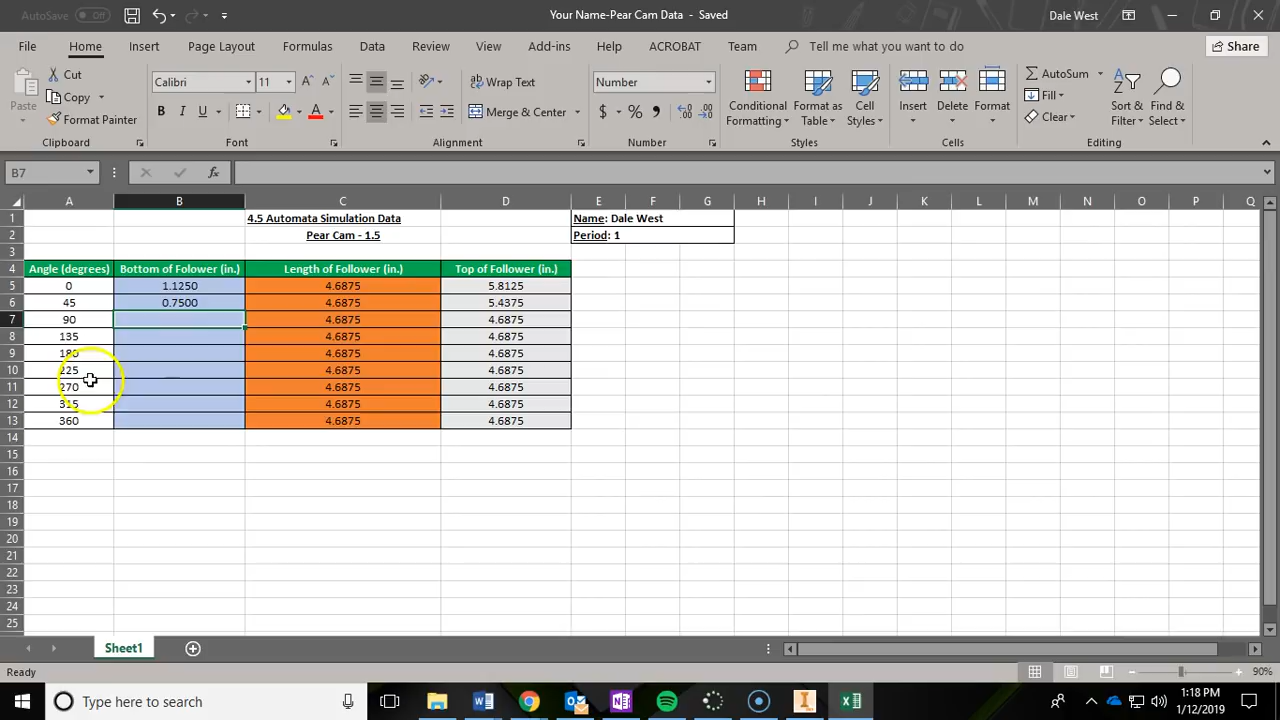 AutoSave Off Your Name-Pear Cam Data - Saved Dale West
File Home Insert Page Layout Formulas Data Review View Add-ins Help ACROBAT Team Tell me what you want to do Share
Cut Calibri 11 Wrap Text Number AutoSum
Copy Fill
Paste Format Painter Merge & Center $ % Conditional Formatting Format as Table Cell Styles Insert Delete Format Clear Sort & Filter Find & Select
Clipboard Font Alignment Number Styles Cells Editing
B7 fx
A B C D E F G H I J K L M N O P Q
1 4.5 Automata Simulation Data Name: Dale West
2 Pear Cam - 1.5 Period: 1
3
4 Angle (degrees) Bottom of Folower (in.) Length of Follower (in.) Top of Follower (in.)
5 0 1.1250 4.6875 5.8125
6 45 0.7500 4.6875 5.4375
7 90 4.6875 4.6875
8 135 4.6875 4.6875
9 180 4.6875 4.6875
10 225 4.6875 4.6875
11 270 4.6875 4.6875
12 315 4.6875 4.6875
13 360 4.6875 4.6875
14
15
16
17
18
19
20
21
22
23
24
25
Sheet1
Ready 90%
Type here to search 1:18 PM
1/12/2019